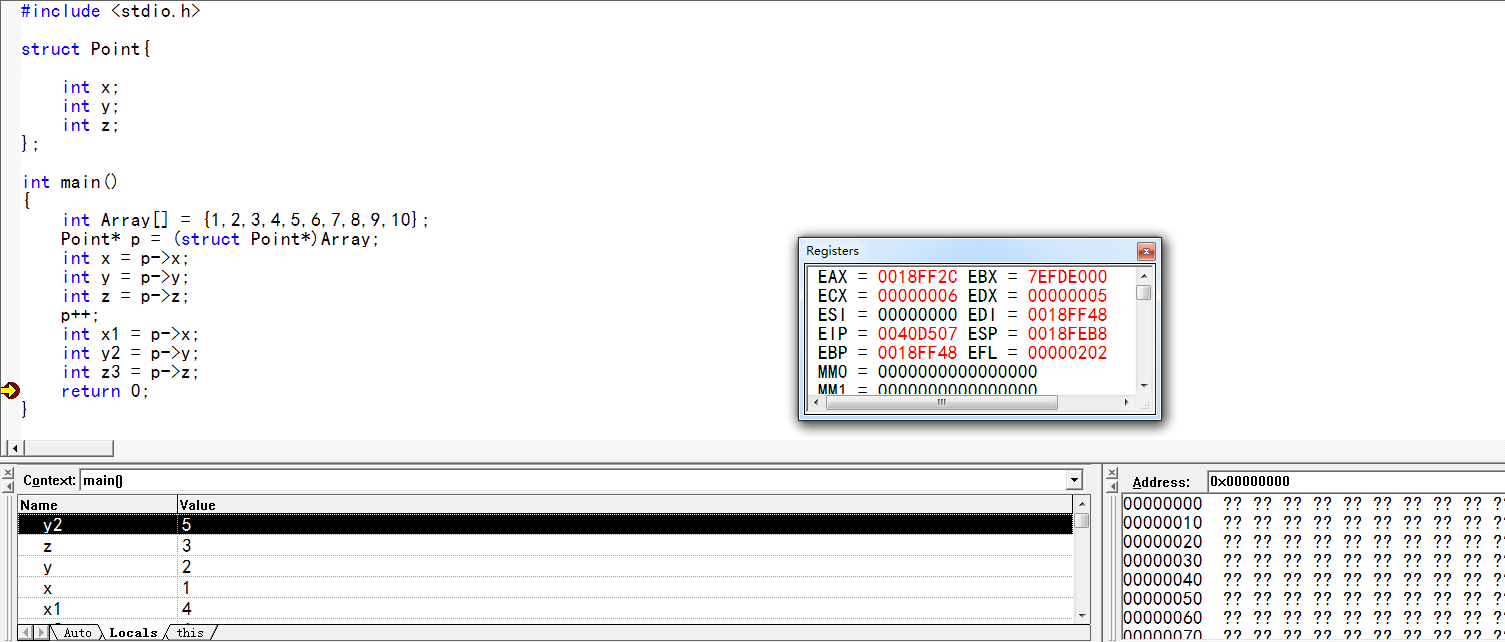 #include <stdio.h>
struct Point{
int x;
int y;
int z;
};
int main()
{
int Array[] = {1,2,3,4,5,6,7,8,9,10};
Point* p = (struct Point*)Array;
int x = p->x;
int y = p->y;
int z = p->z;
p++;
int x1 = p->x;
int y2 = p->y;
int z3 = p->z;
return 0;
}
Registers
EAX = 0018FF2C EBX = 7EFDE000
ECX = 00000006 EDX = 00000005
ESI = 00000000 EDI = 0018FF48
EIP = 0040D507 ESP = 0018FEB8
EBP = 0018FF48 EFL = 00000202
MM0 = 0000000000000000
MM1 = 0000000000000000
Context: main()
Name Value
y2 5
z 3
y 2
x 1
x1 4
Auto Locals this
Address: 0x00000000
00000000 ?? ?? ?? ?? ?? ?? ?? ?? ?? ?
00000010 ?? ?? ?? ?? ?? ?? ?? ?? ?? ?
00000020 ?? ?? ?? ?? ?? ?? ?? ?? ?? ?
00000030 ?? ?? ?? ?? ?? ?? ?? ?? ?? ?
00000040 ?? ?? ?? ?? ?? ?? ?? ?? ?? ?
00000050 ?? ?? ?? ?? ?? ?? ?? ?? ?? ?
00000060 ?? ?? ?? ?? ?? ?? ?? ?? ?? ?
00000070 ?? ?? ?? ?? ?? ?? ?? ?? ?? ?